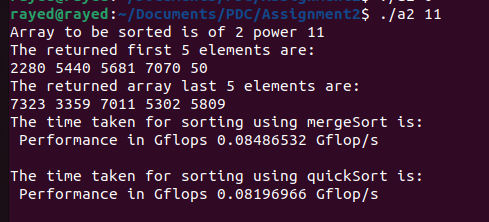 rayed@rayed:~/Documents/PDC/Assignment2$ ./a2 11
Array to be sorted is of 2 power 11
The returned first 5 elements are:
2280 5440 5681 7070 50
The returned array last 5 elements are:
7323 3359 7011 5302 5809
The time taken for sorting using mergeSort is:
 Performance in Gflops 0.08486532 Gflop/s

The time taken for sorting using quickSort is:
 Performance in Gflops 0.08196966 Gflop/s